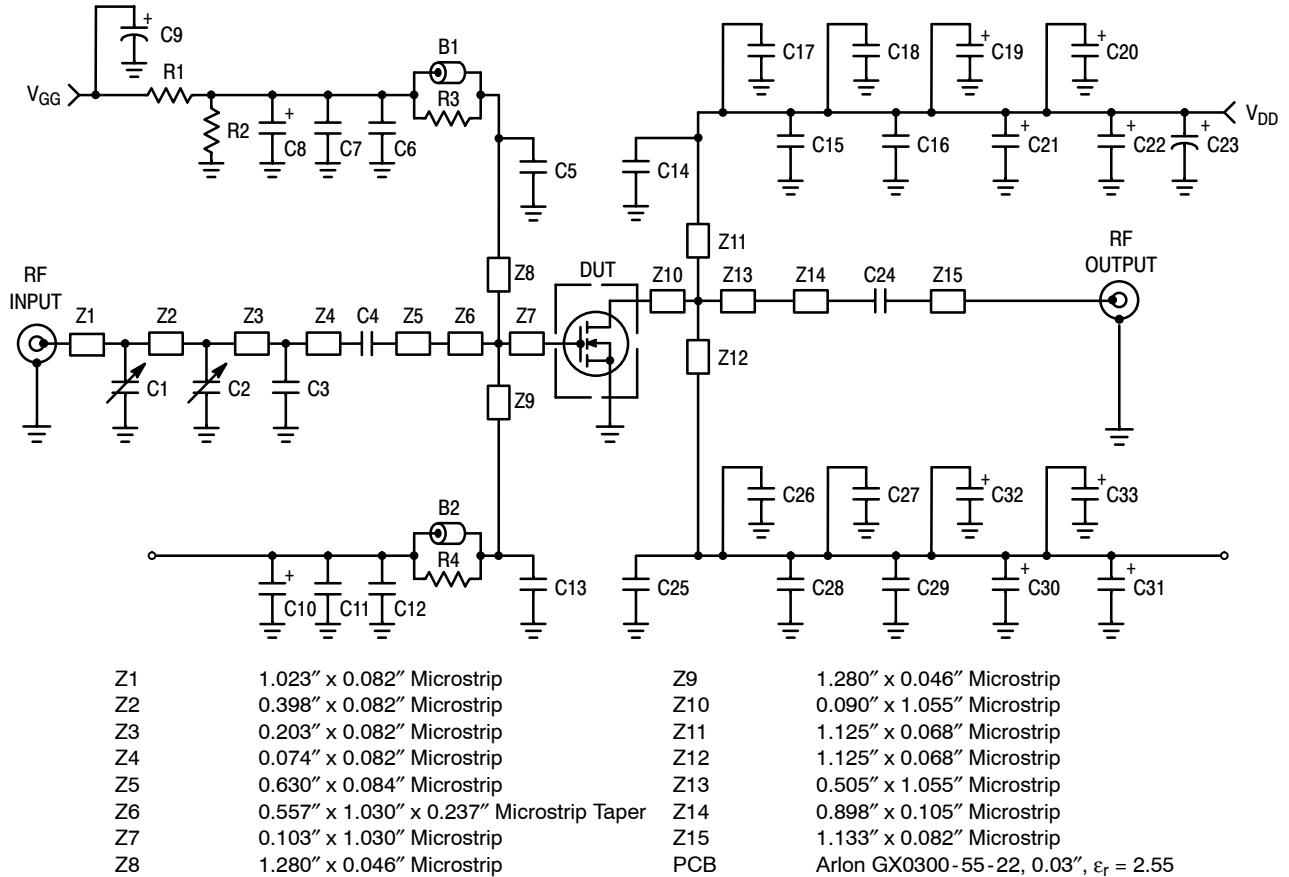 C9
R1
V_GG
R2
C8
C7
C6
B1
R3
C5
C17
C18
C19
C20
V_DD
C14
C15
C16
C21
C22
C23
Z11
RF
INPUT
Z1
Z2
Z3
Z4
C4
Z5
Z6
Z7
Z8
Z9
DUT
Z10
Z13
Z14
C24
Z15
RF
OUTPUT
C1
C2
C3
Z12
C26
C27
C32
C33
B2
R4
C10
C11
C12
C13
C25
C28
C29
C30
C31
Z1 1.023″ x 0.082″ Microstrip
Z2 0.398″ x 0.082″ Microstrip
Z3 0.203″ x 0.082″ Microstrip
Z4 0.074″ x 0.082″ Microstrip
Z5 0.630″ x 0.084″ Microstrip
Z6 0.557″ x 1.030″ x 0.237″ Microstrip Taper
Z7 0.103″ x 1.030″ Microstrip
Z8 1.280″ x 0.046″ Microstrip
Z9 1.280″ x 0.046″ Microstrip
Z10 0.090″ x 1.055″ Microstrip
Z11 1.125″ x 0.068″ Microstrip
Z12 1.125″ x 0.068″ Microstrip
Z13 0.505″ x 1.055″ Microstrip
Z14 0.898″ x 0.105″ Microstrip
Z15 1.133″ x 0.082″ Microstrip
PCB Arlon GX0300-55-22, 0.03″, εr = 2.55